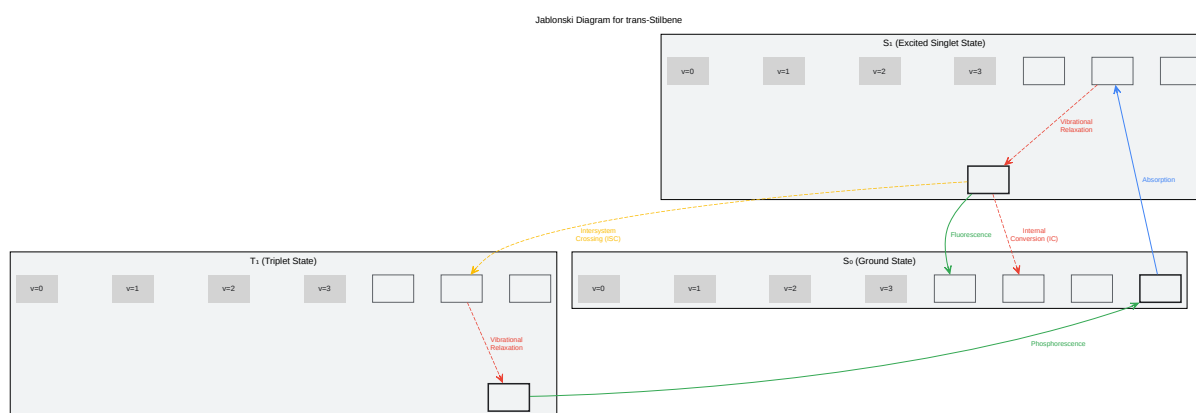 Jablonski Diagram for trans-Stilbene
S₁ (Excited Singlet State)
v=0
v=1
v=2
v=3
Vibrational
Relaxation
Absorption
Intersystem
Crossing (ISC)
Fluorescence
Internal
Conversion (IC)
T₁ (Triplet State)
v=0
v=1
v=2
v=3
S₀ (Ground State)
v=0
v=1
v=2
v=3
Vibrational
Relaxation
Phosphorescence